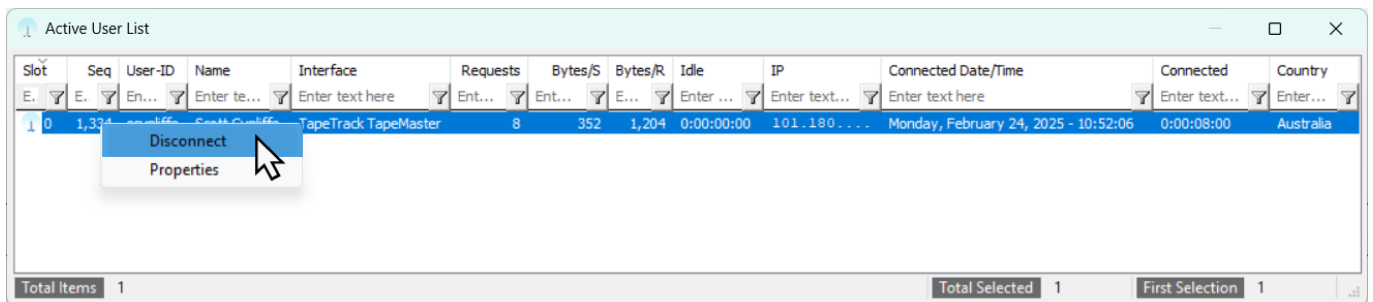 Active User List
Slot Seq User-ID Name Interface Requests Bytes/S Bytes/R Idle IP Connected Date/Time Connected Country
E. E. En... Enter te... Enter text here Ent... Ent... E... Enter ... Enter text... Enter text here Enter text... Enter...
0 1,334 TapeTrack TapeMaster 8 352 1,204 0:00:00:00 101.180.... Monday, February 24, 2025 - 10:52:06 0:00:08:00 Australia
Disconnect
Properties
Total Items 1 Total Selected 1 First Selection 1